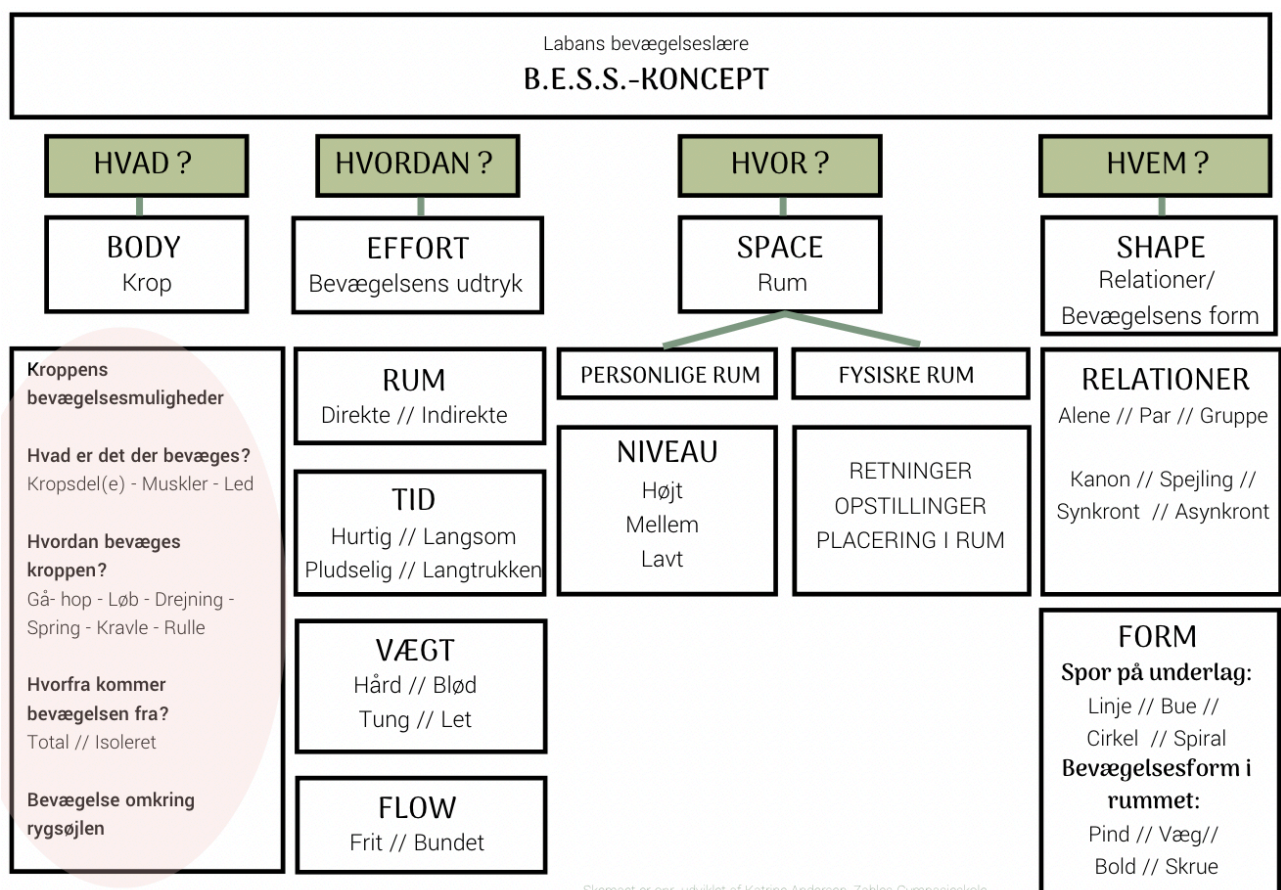 Labans bevægelseslære
B.E.S.S.-KONCEPT
HVAD ?
BODY
Krop
Kroppens
bevægelsesmuligheder
Hvad er det der bevæges?
Kropsdel(e) - Muskler - Led
Hvordan bevæges
kroppen?
Gå- hop - Løb - Drejning -
Spring - Kravle - Rulle
Hvorfra kommer
bevægelsen fra?
Total // Isoleret
Bevægelse omkring
rygsøjlen
HVORDAN ?
EFFORT
Bevægelsens udtryk
RUM
Direkte // Indirekte
TID
Hurtig // Langsom
Pludselig // Langtrukken
VÆGT
Hård // Blød
Tung // Let
FLOW
Frit // Bundet
HVOR ?
SPACE
Rum
PERSONLIGE RUM
NIVEAU
Højt
Mellem
Lavt
FYSISKE RUM
RETNINGER
OPSTILLINGER
PLACERING I RUM
HVEM ?
SHAPE
Relationer/
Bevægelsens form
RELATIONER
Alene // Par // Gruppe
Kanon // Spejling //
Synkront // Asynkront
FORM
Spor på underlag:
Linje // Bue //
Cirkel // Spiral
Bevægelsesform i
rummet:
Pind // Væg//
Bold // Skrue